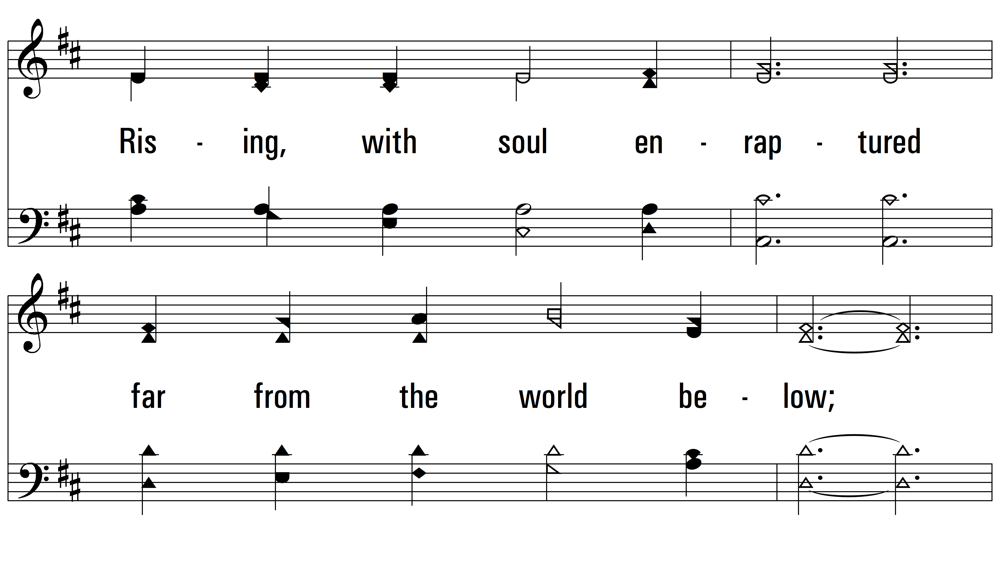 Ris - ing, with soul en - rap - tured
far from the world be - low;